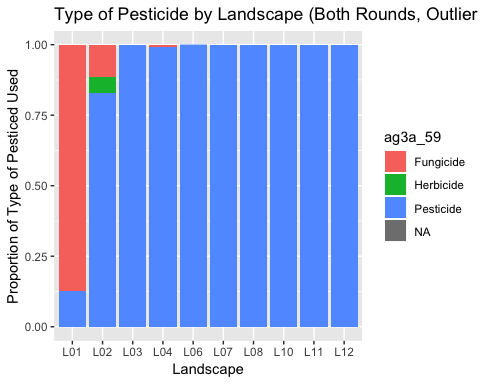 Type of Pesticide by Landscape (Both Rounds, Outlier
Proportion of Type of Pesticed Used
1.00
0.75
0.50
0.25
0.00
L01 L02 L03 L04 L06 L07 L08 L10 L11 L12
Landscape
ag3a_59
Fungicide
Herbicide
Pesticide
NA